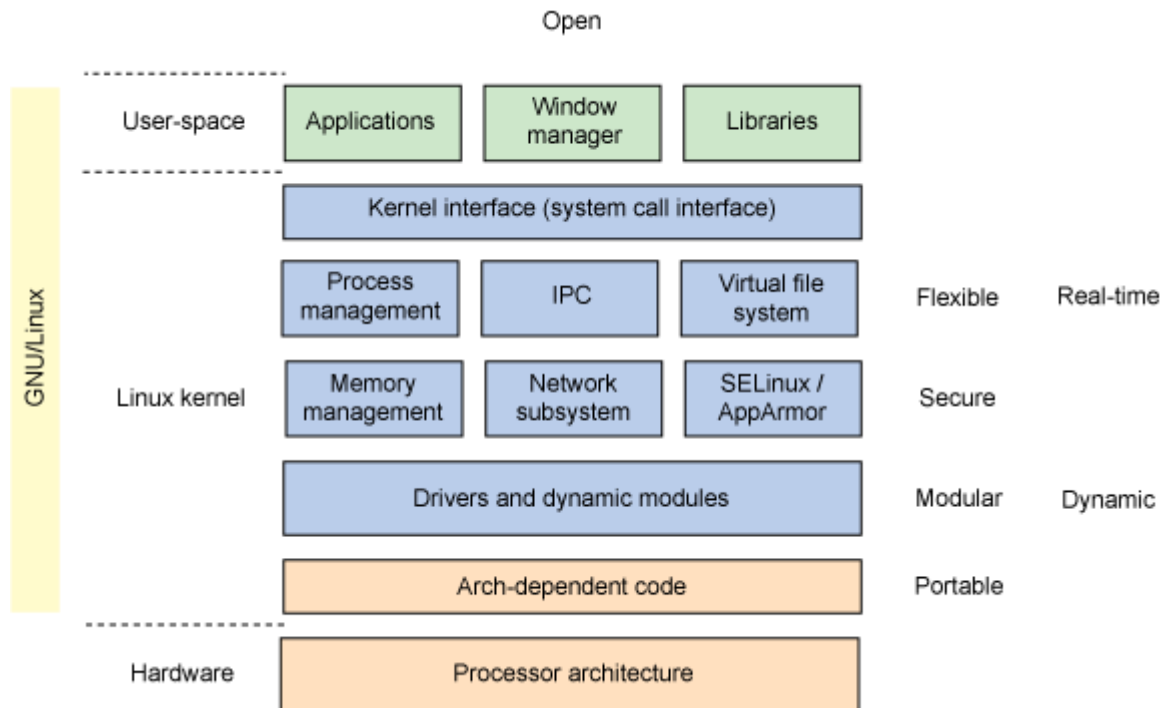 Open
User-space
Applications
Window
manager
Libraries
Kernel interface (system call interface)
Process
management
IPC
Virtual file
system
Flexible
Real-time
GNU/Linux
Linux kernel
Memory
management
Network
subsystem
SELinux /
AppArmor
Secure
Drivers and dynamic modules
Modular
Dynamic
Arch-dependent code
Portable
Hardware
Processor architecture